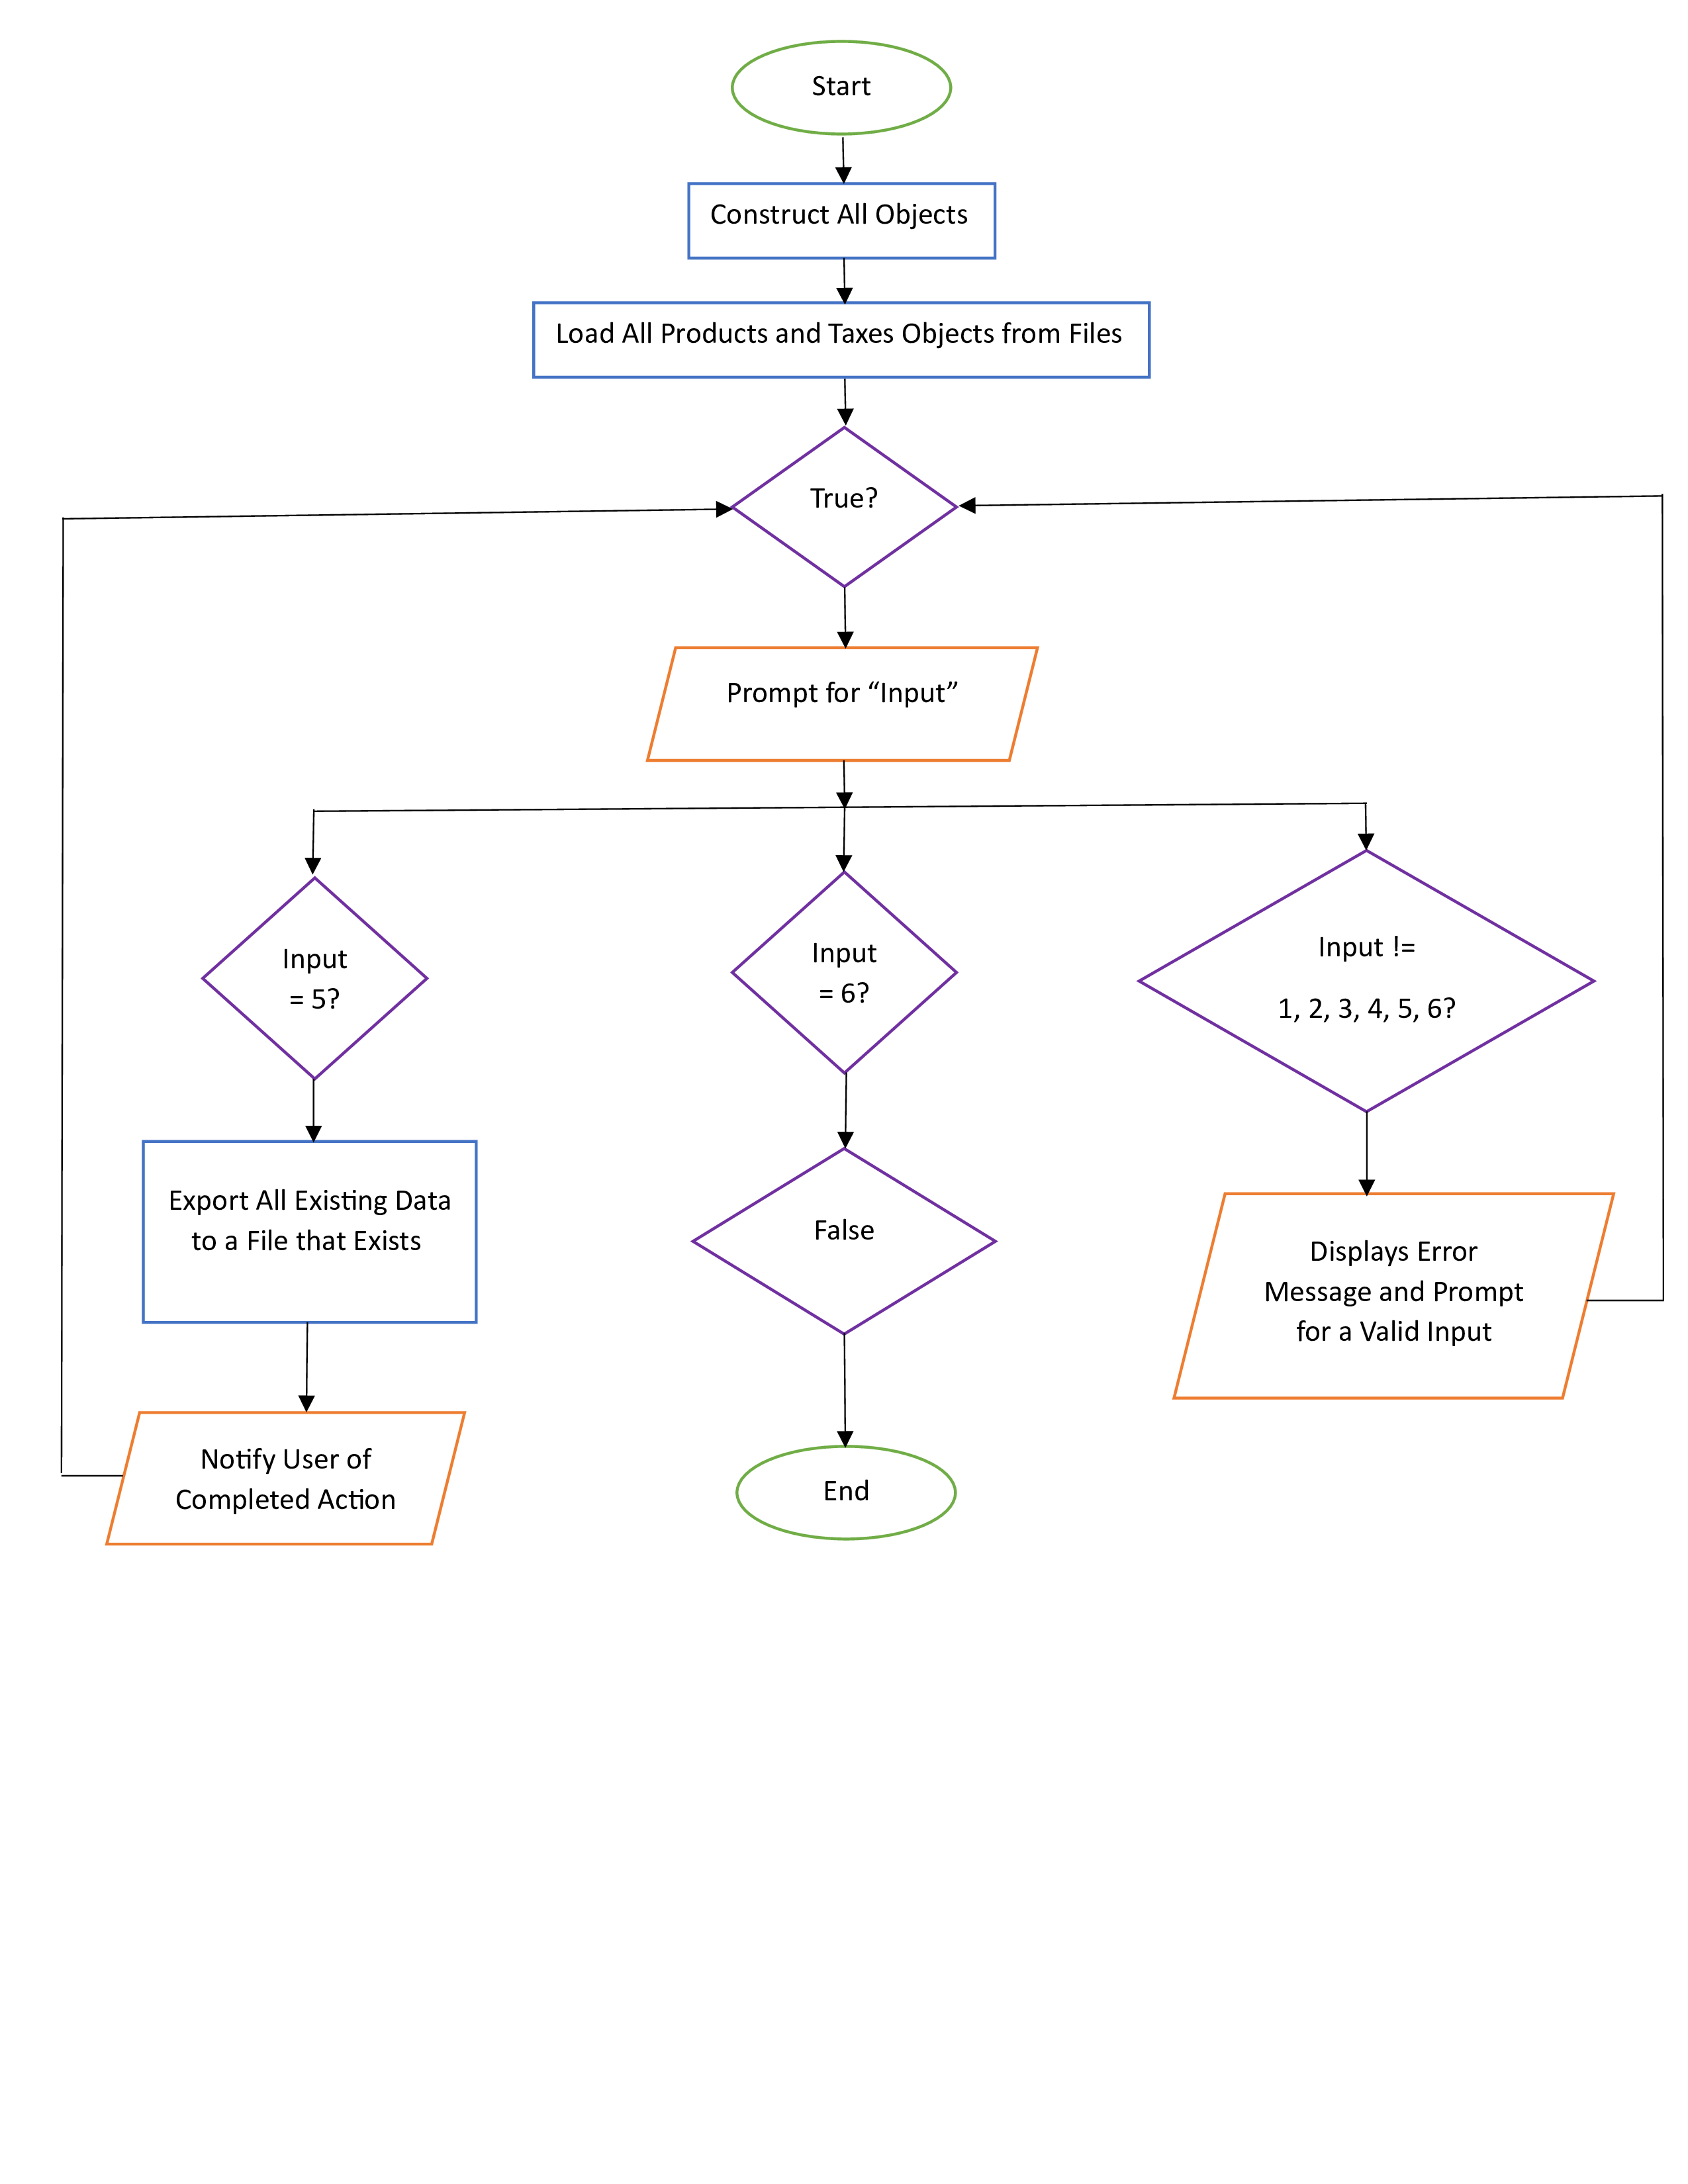 Start
Construct All Objects
Load All Products and Taxes Objects from Files
True?
Prompt for “Input”
Input
= 5?
Input
= 6?
Input !=
1, 2, 3, 4, 5, 6?
Export All Existing Data
to a File that Exists
False
Displays Error
Message and Prompt
for a Valid Input
Notify User of
Completed Action
End